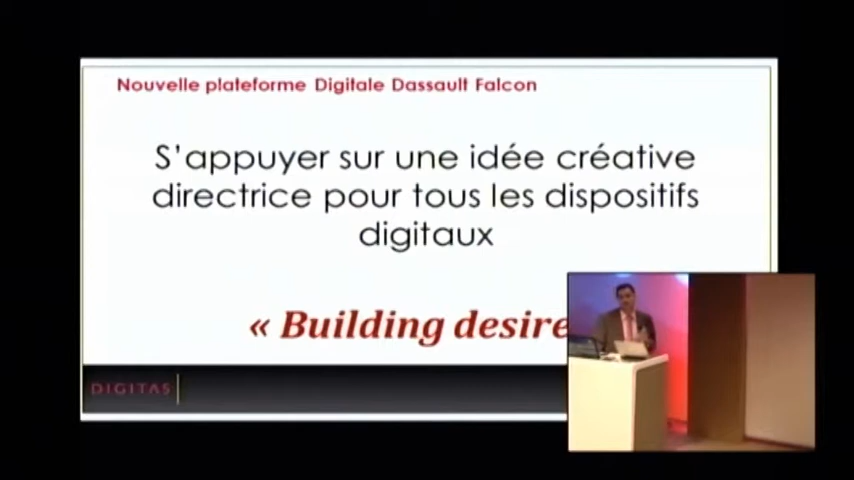 Nouvelle plateforme Digitale Dassault Falcon
S'appuyer sur une idée créative
directrice pour tous les dispositifs
digitaux
« Building desire
DIGITAS